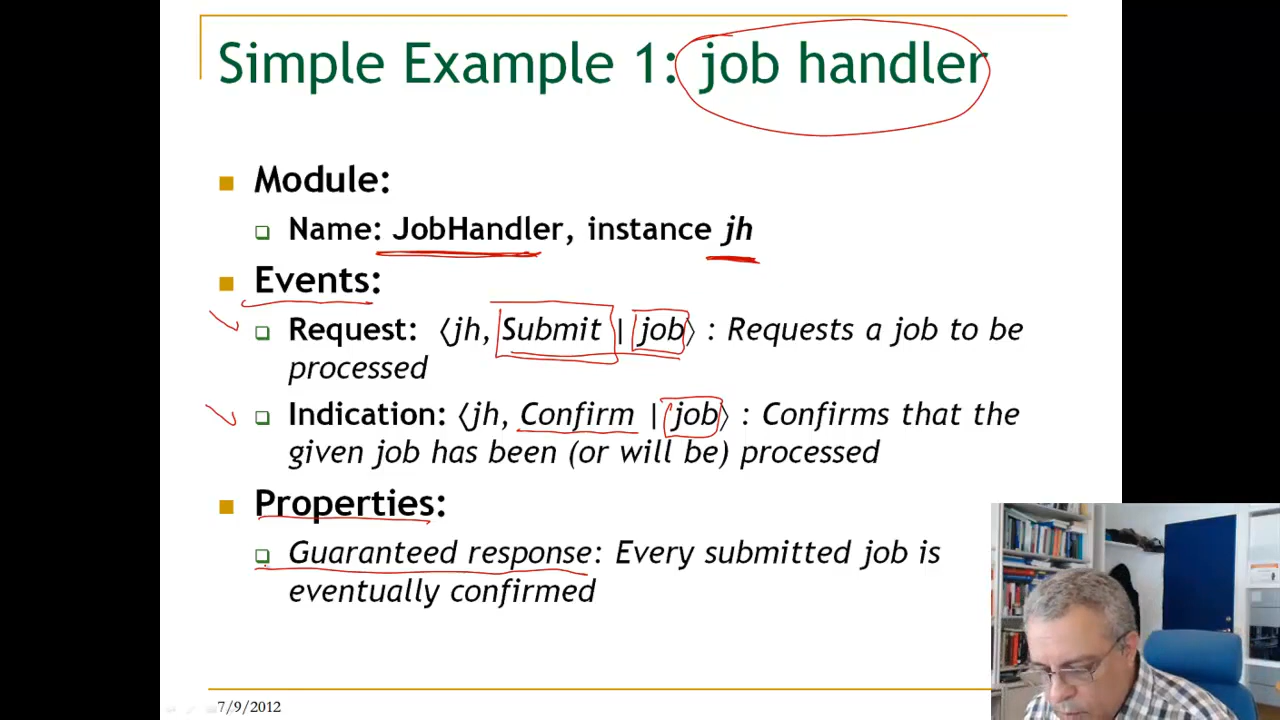 Simple Example 1: job handler
Module:
Name: JobHandler, instance jh
Events:
Request: ⟨jh, Submit | job⟩ : Requests a job to be
processed
Indication: ⟨jh, Confirm | job⟩ : Confirms that the
given job has been (or will be) processed
Properties:
Guaranteed response: Every submitted job is
eventually confirmed
7/9/2012